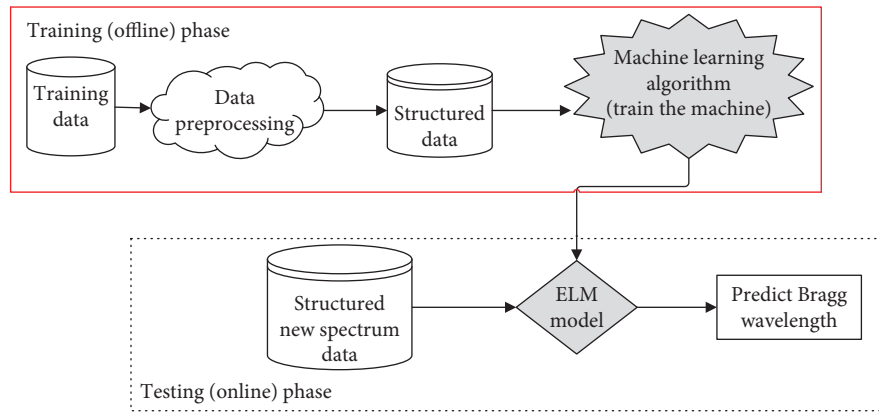 Training (offline) phase
Training
data
Data
preprocessing
Structured
data
Machine learning
algorithm
(train the machine)
Structured
new spectrum
data
ELM
model
Predict Bragg
wavelength
Testing (online) phase